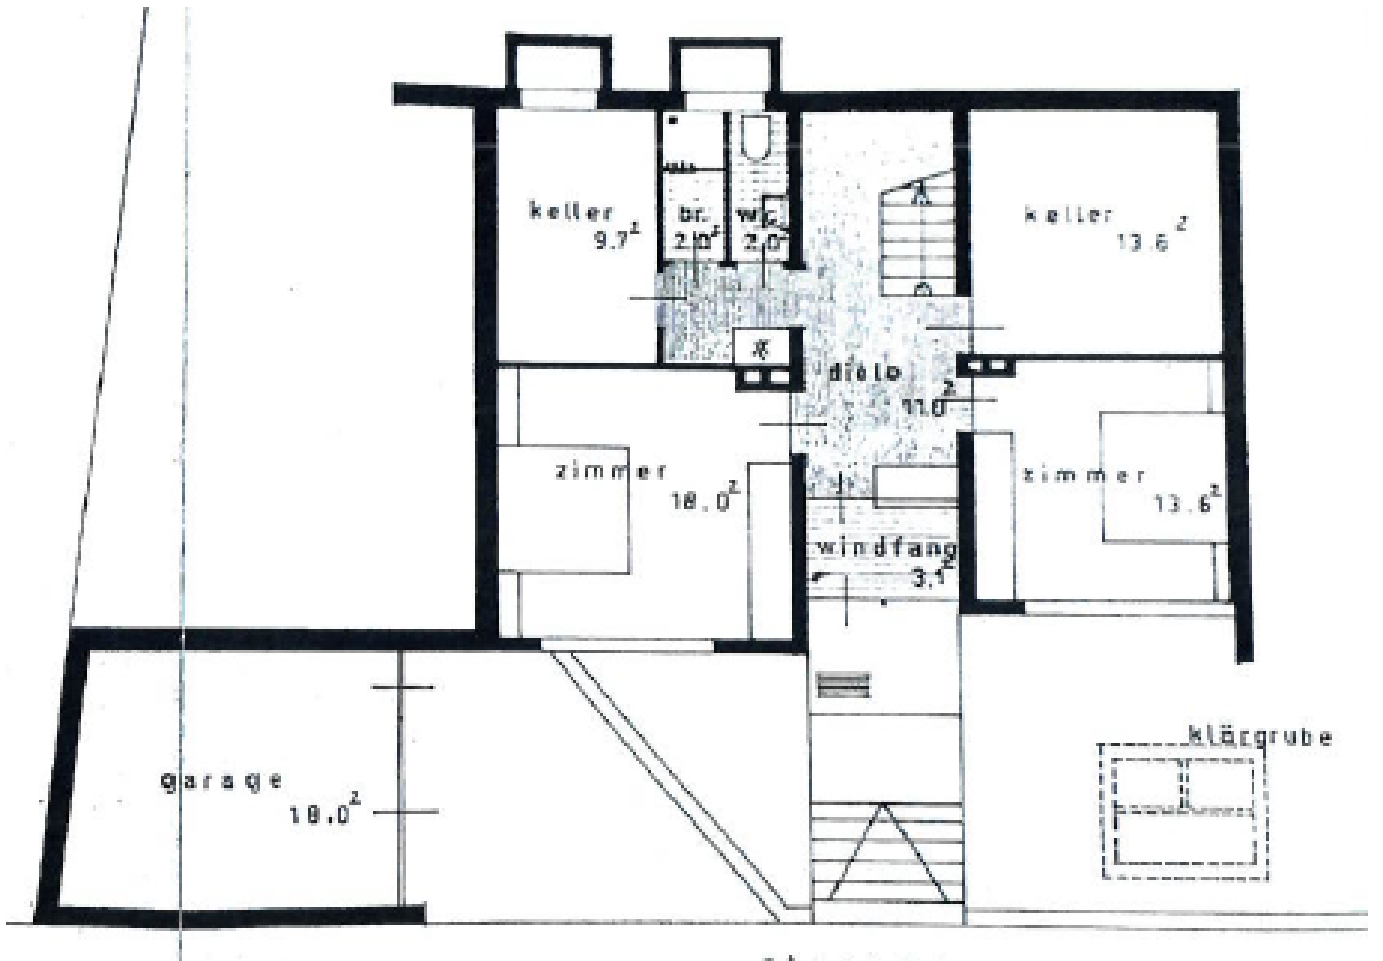 keller
9.7²
br.
2.0²
w.c.
2.0²
keller
13.6²
diele
11.0²
zimmer
18.0²
zimmer
13.6²
windfang
3.1²
klärgrube
garage
18.0²